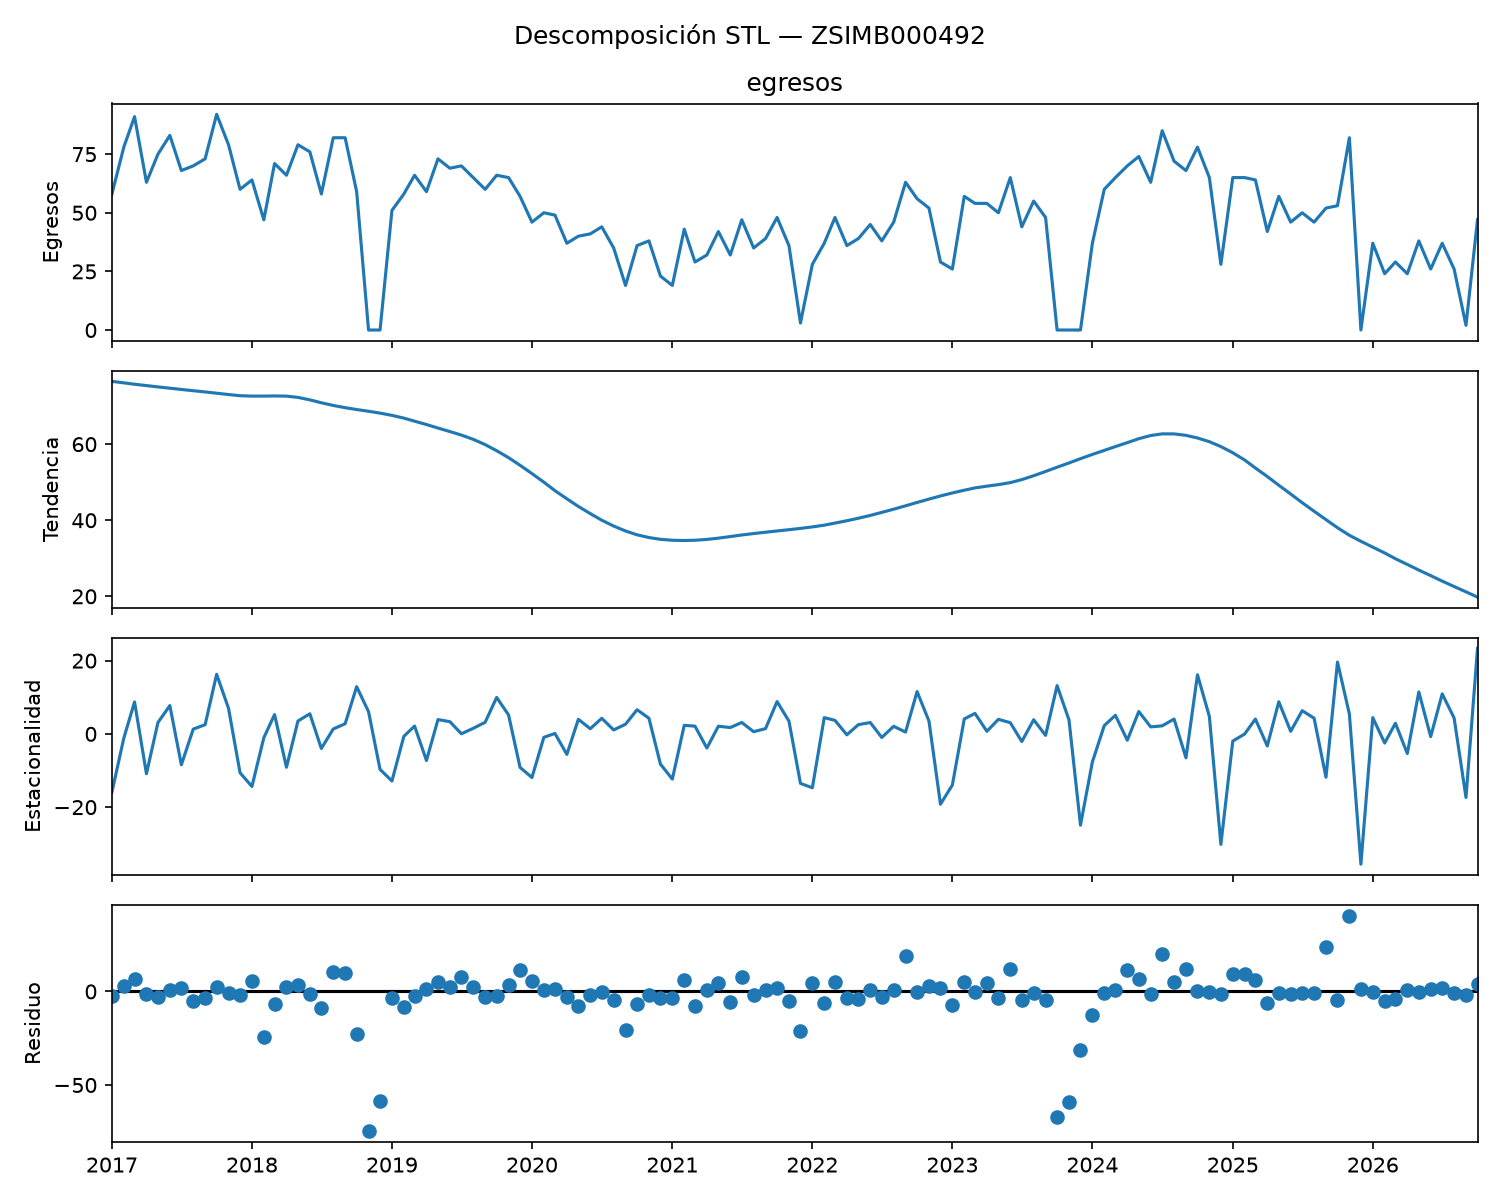 Descomposición STL — ZSIMB000492
egresos
Egresos
75
50
25
0
Tendencia
60
40
20
Estacionalidad
20
0
−20
Residuo
0
−50
2017 2018 2019 2020 2021 2022 2023 2024 2025 2026